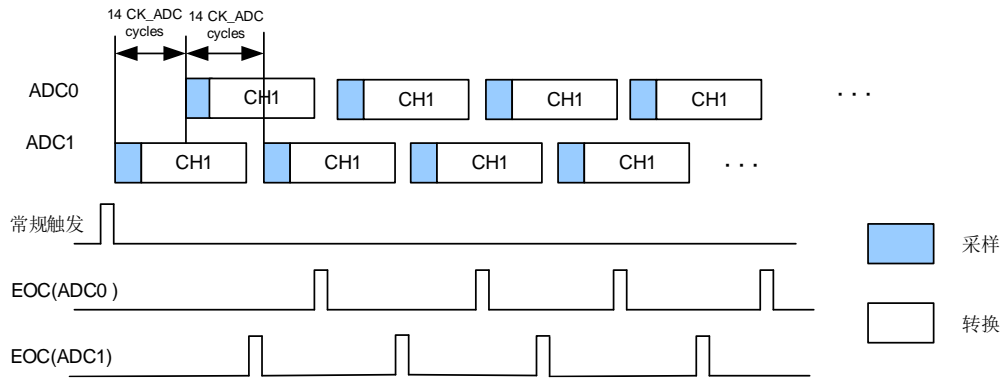 14 CK_ADC
cycles
14 CK_ADC
cycles
ADC0
CH1
CH1
CH1
CH1
. . .
ADC1
CH1
CH1
CH1
CH1
. . .
常规触发
采样
EOC(ADC0 )
转换
EOC(ADC1)